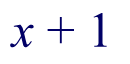 x + 1